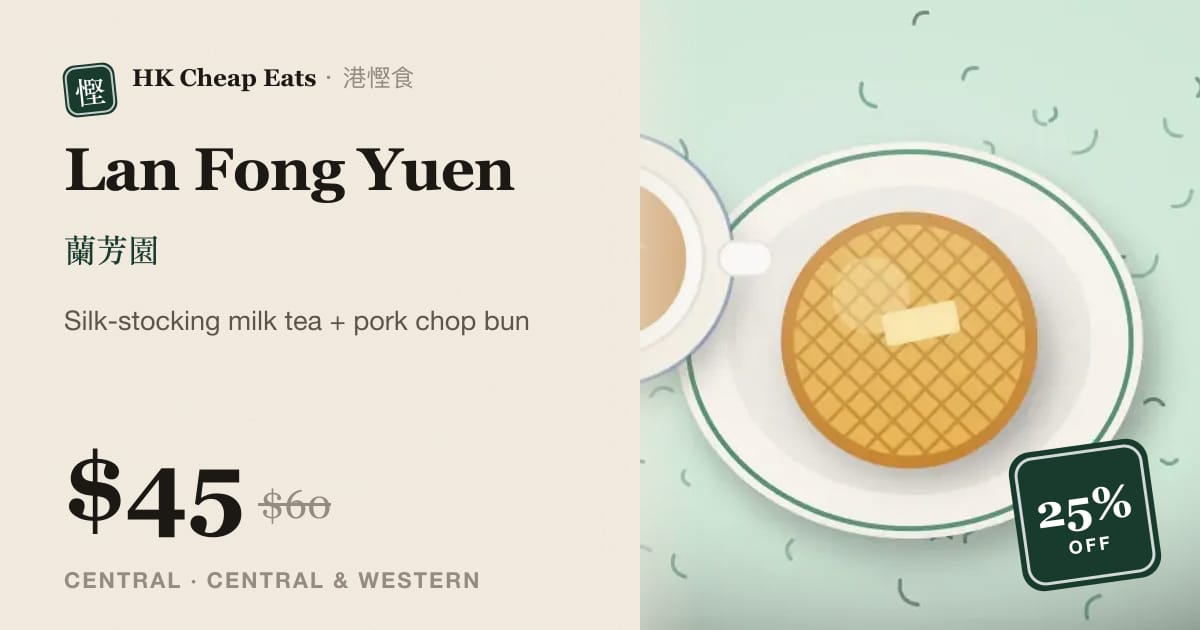 慳
HK Cheap Eats · 港慳食
Lan Fong Yuen
蘭芳園
Silk-stocking milk tea + pork chop bun
$45 $60
CENTRAL · CENTRAL & WESTERN
25%
OFF